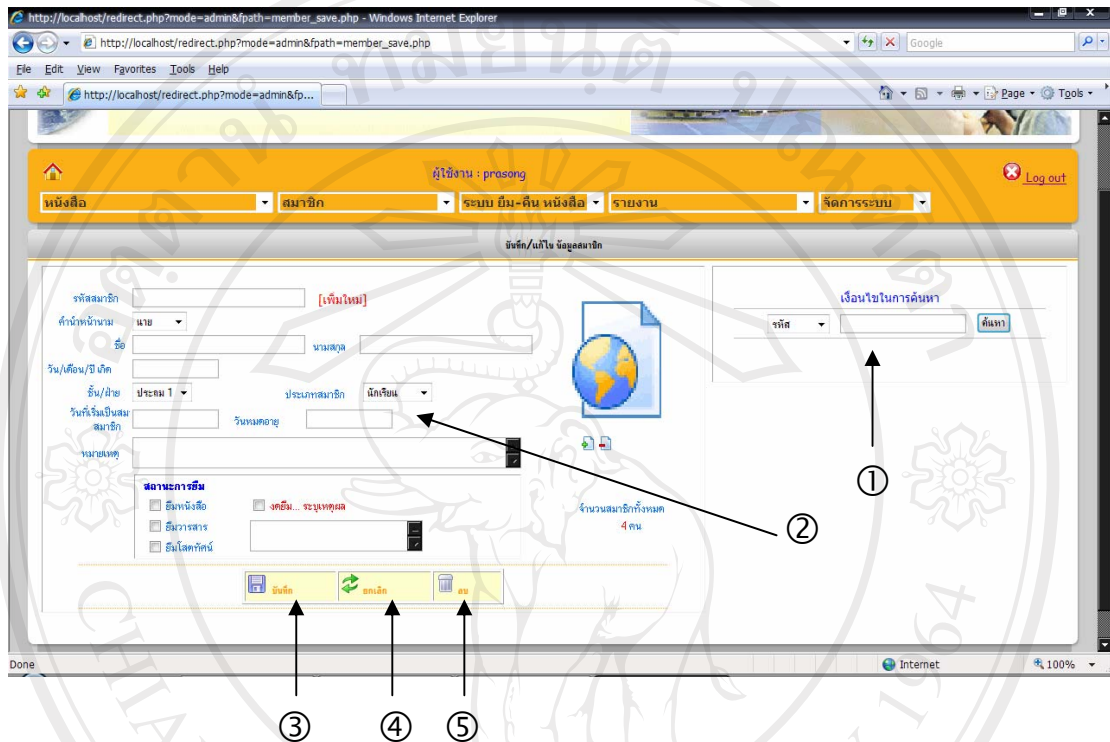 http://localhost/redirect.php?mode=admin&fpath=member_save.php - Windows Internet Explorer
http://localhost/redirect.php?mode=admin&fpath=member_save.php
Google
File Edit View Favorites Tools Help
http://localhost/redirect.php?mode=admin&fp...
Page Tools
ผู้ใช้งาน : prasong
Log out
หนังสือ สมาชิก ระบบ ยืม-คืน หนังสือ รายงาน จัดการระบบ
บันทึก/แก้ไข ข้อมูลสมาชิก
รหัสสมาชิก [เพิ่มใหม่]
เงื่อนไขในการค้นหา
คำนำหน้านาม นาย
รหัส ค้นหา
ชื่อ นามสกุล
วัน/เดือน/ปี เกิด
ชั้น/ฝ่าย ประถม 1 ประเภทสมาชิก นักเรียน
วันที่เริ่มเป็นสม
สมาชิก วันหมดอายุ
หมายเหตุ
①
สถานะการยืม
ยืมหนังสือ งดยืม... ระบุเหตุผล
จำนวนสมาชิกทั้งหมด
4 คน
ยืมวารสาร
②
ยืมโสตทัศน์
บันทึก ยกเลิก ลบ
Done Internet 100%
③ ④ ⑤
1964